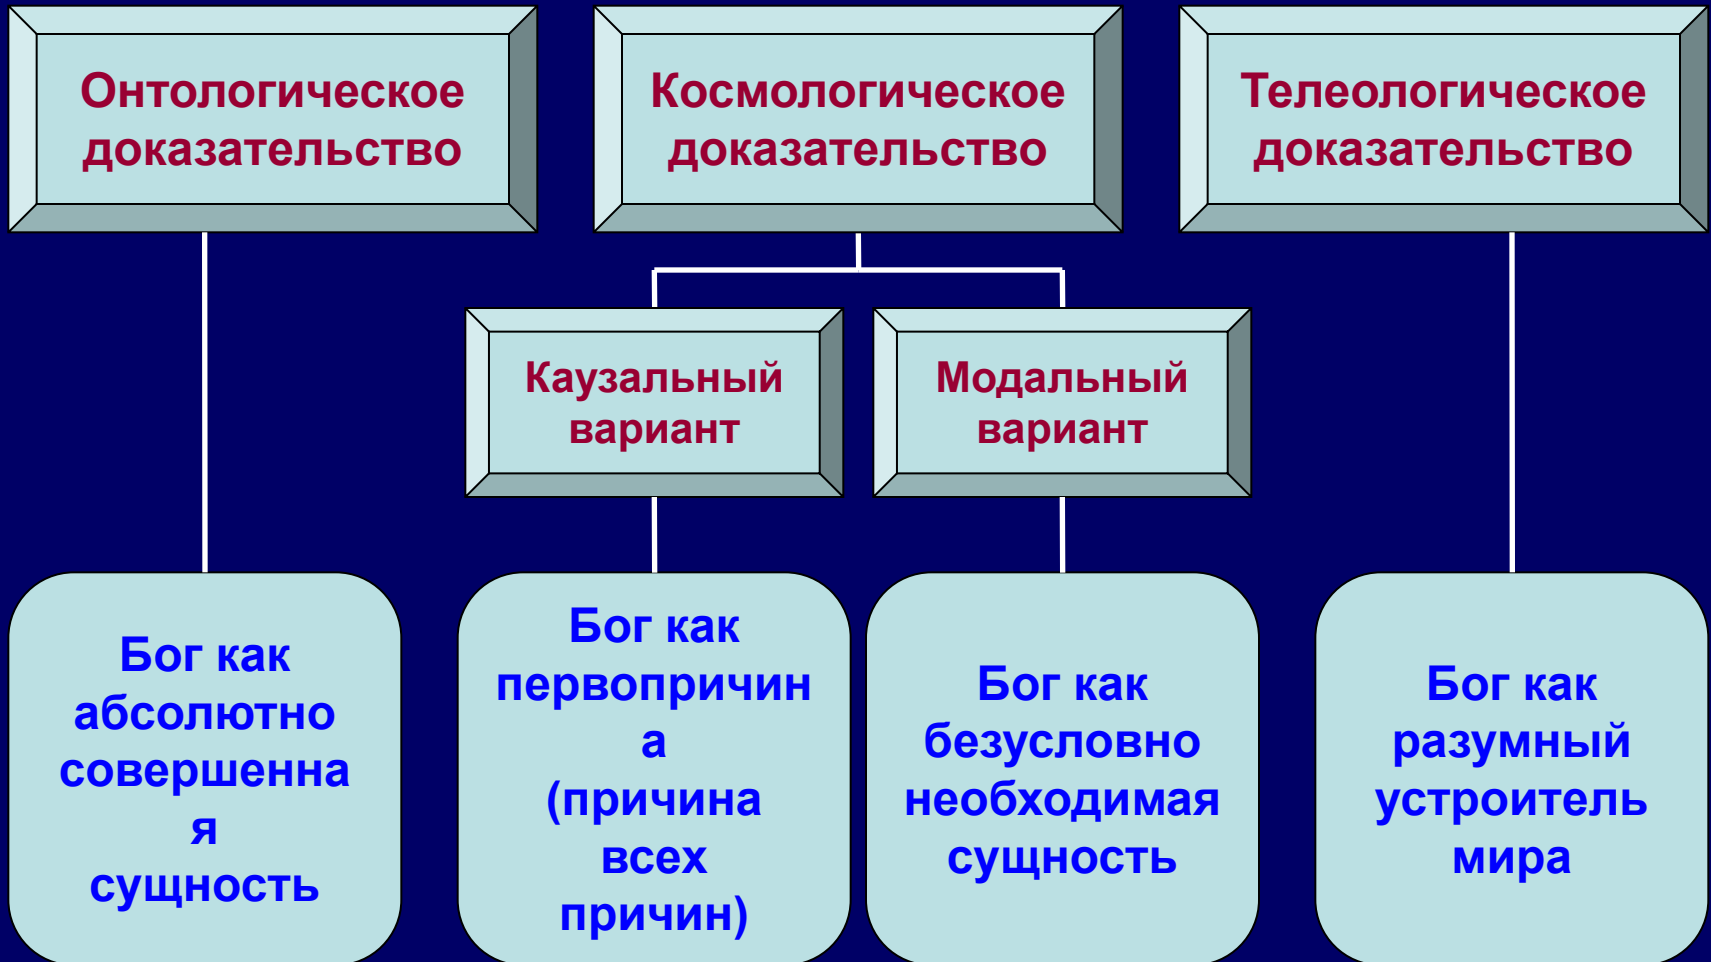 Онтологическое
доказательство
Космологическое
доказательство
Телеологическое
доказательство
Каузальный
вариант
Модальный
вариант
Бог как
абсолютно
совершенна
я
сущность
Бог как
первопричин
а
(причина
всех
причин)
Бог как
безусловно
необходимая
сущность
Бог как
разумный
устроитель
мира